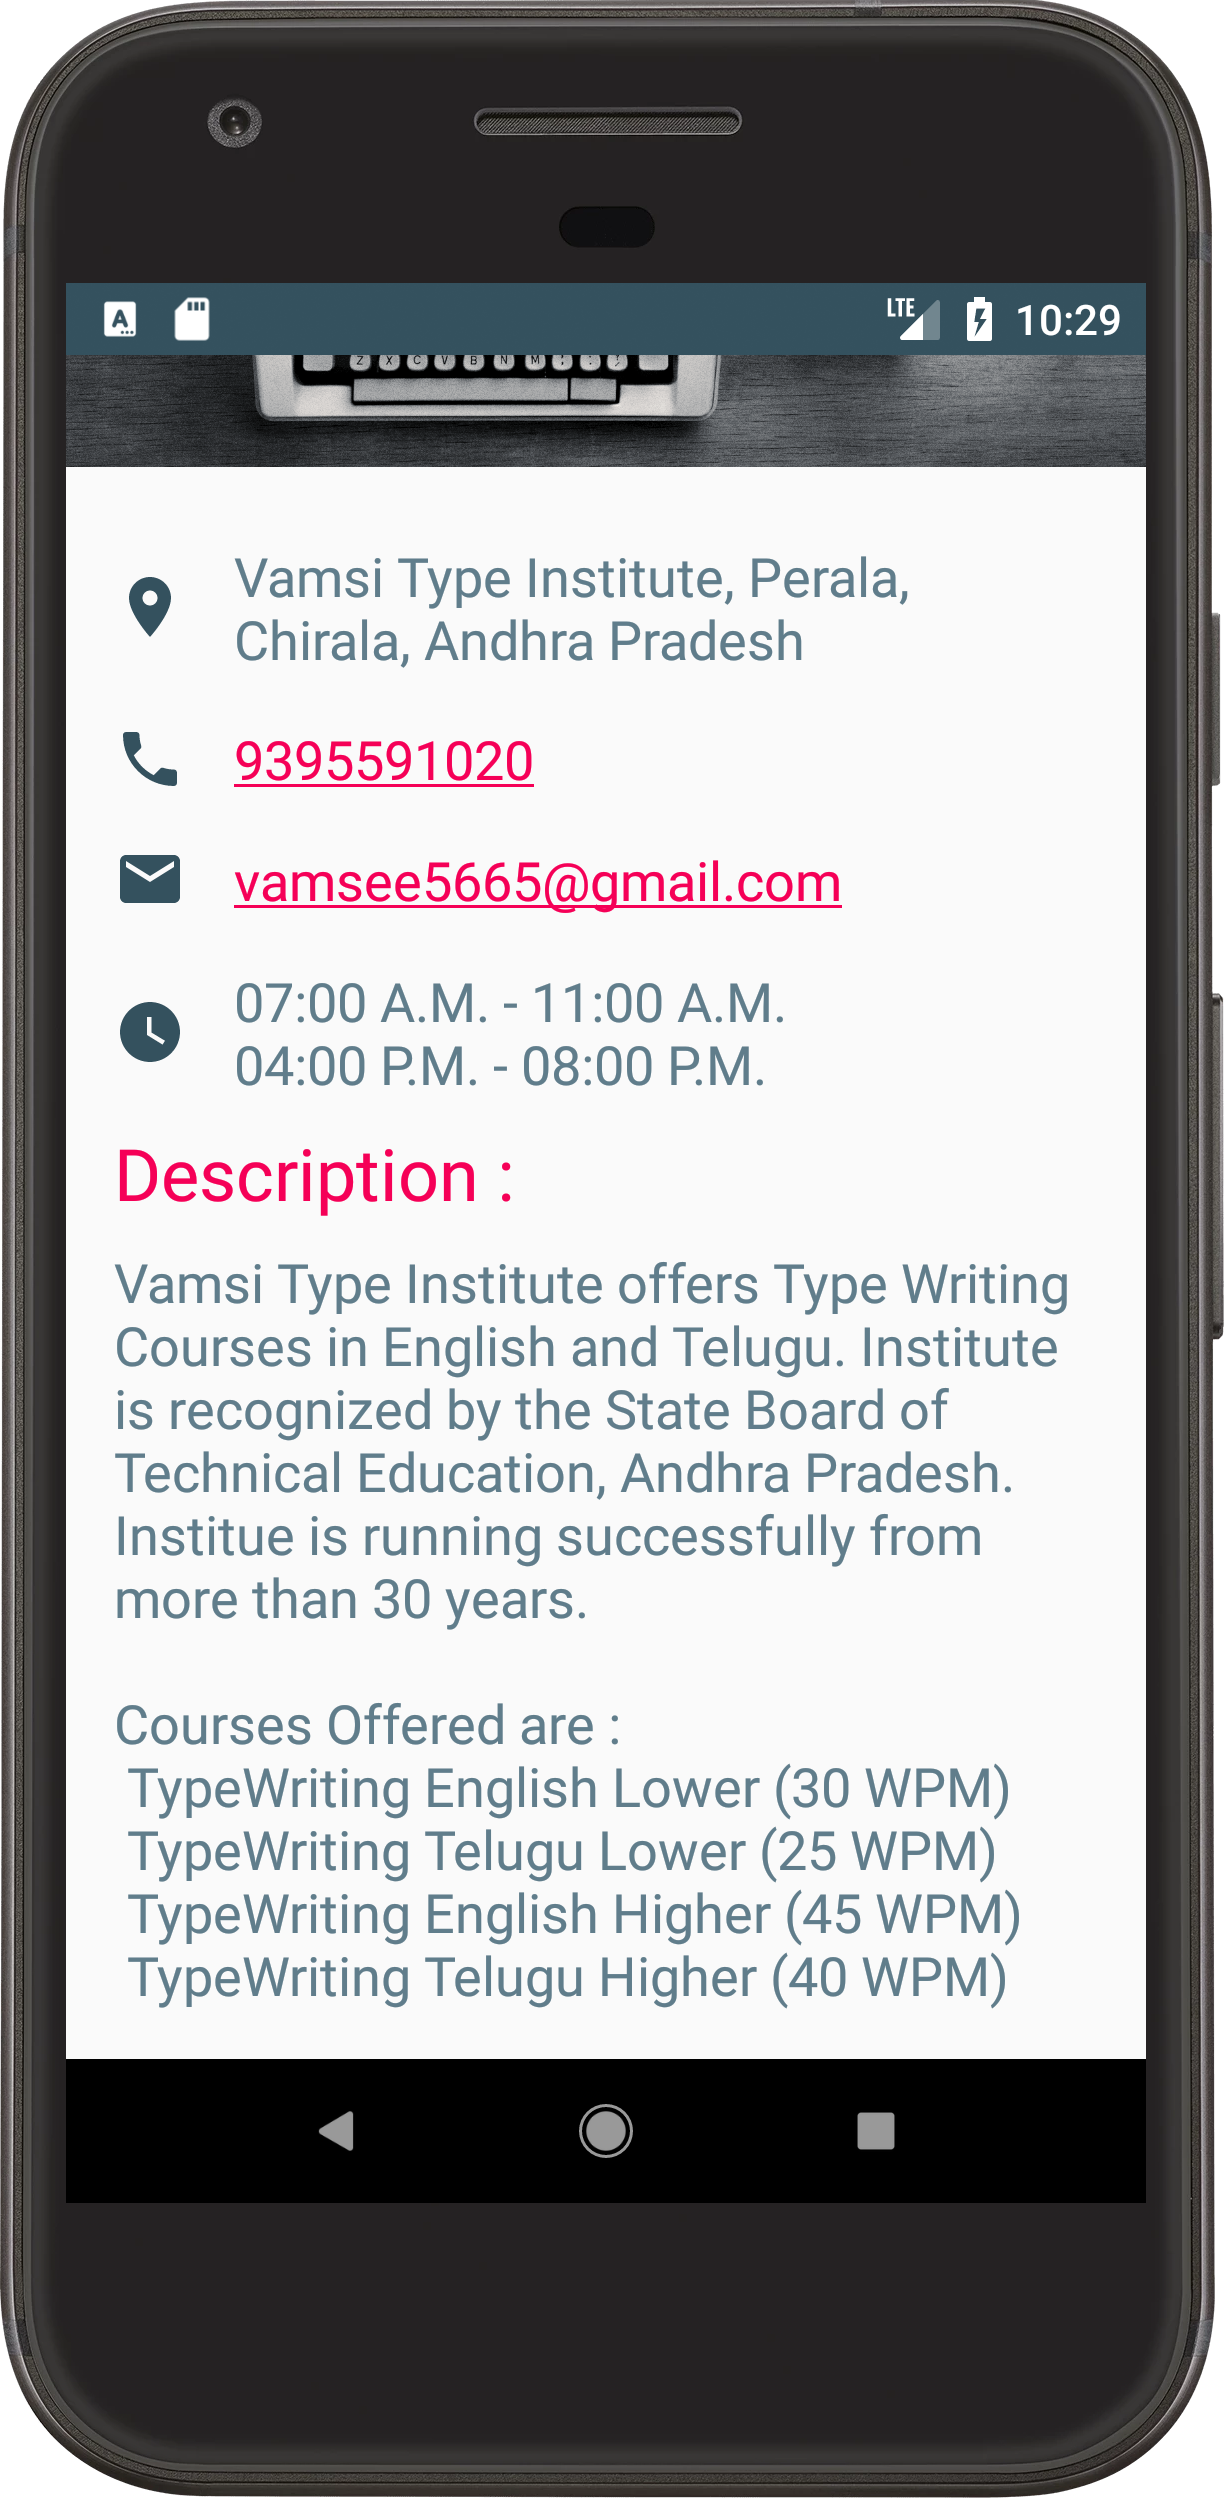 LTE 10:29
Z X C V B N M
Vamsi Type Institute, Perala,
Chirala, Andhra Pradesh
9395591020
vamsee5665@gmail.com
07:00 A.M. - 11:00 A.M.
04:00 P.M. - 08:00 P.M.
Description :
Vamsi Type Institute offers Type Writing
Courses in English and Telugu. Institute
is recognized by the State Board of
Technical Education, Andhra Pradesh.
Institue is running successfully from
more than 30 years.
Courses Offered are :
TypeWriting English Lower (30 WPM)
TypeWriting Telugu Lower (25 WPM)
TypeWriting English Higher (45 WPM)
TypeWriting Telugu Higher (40 WPM)